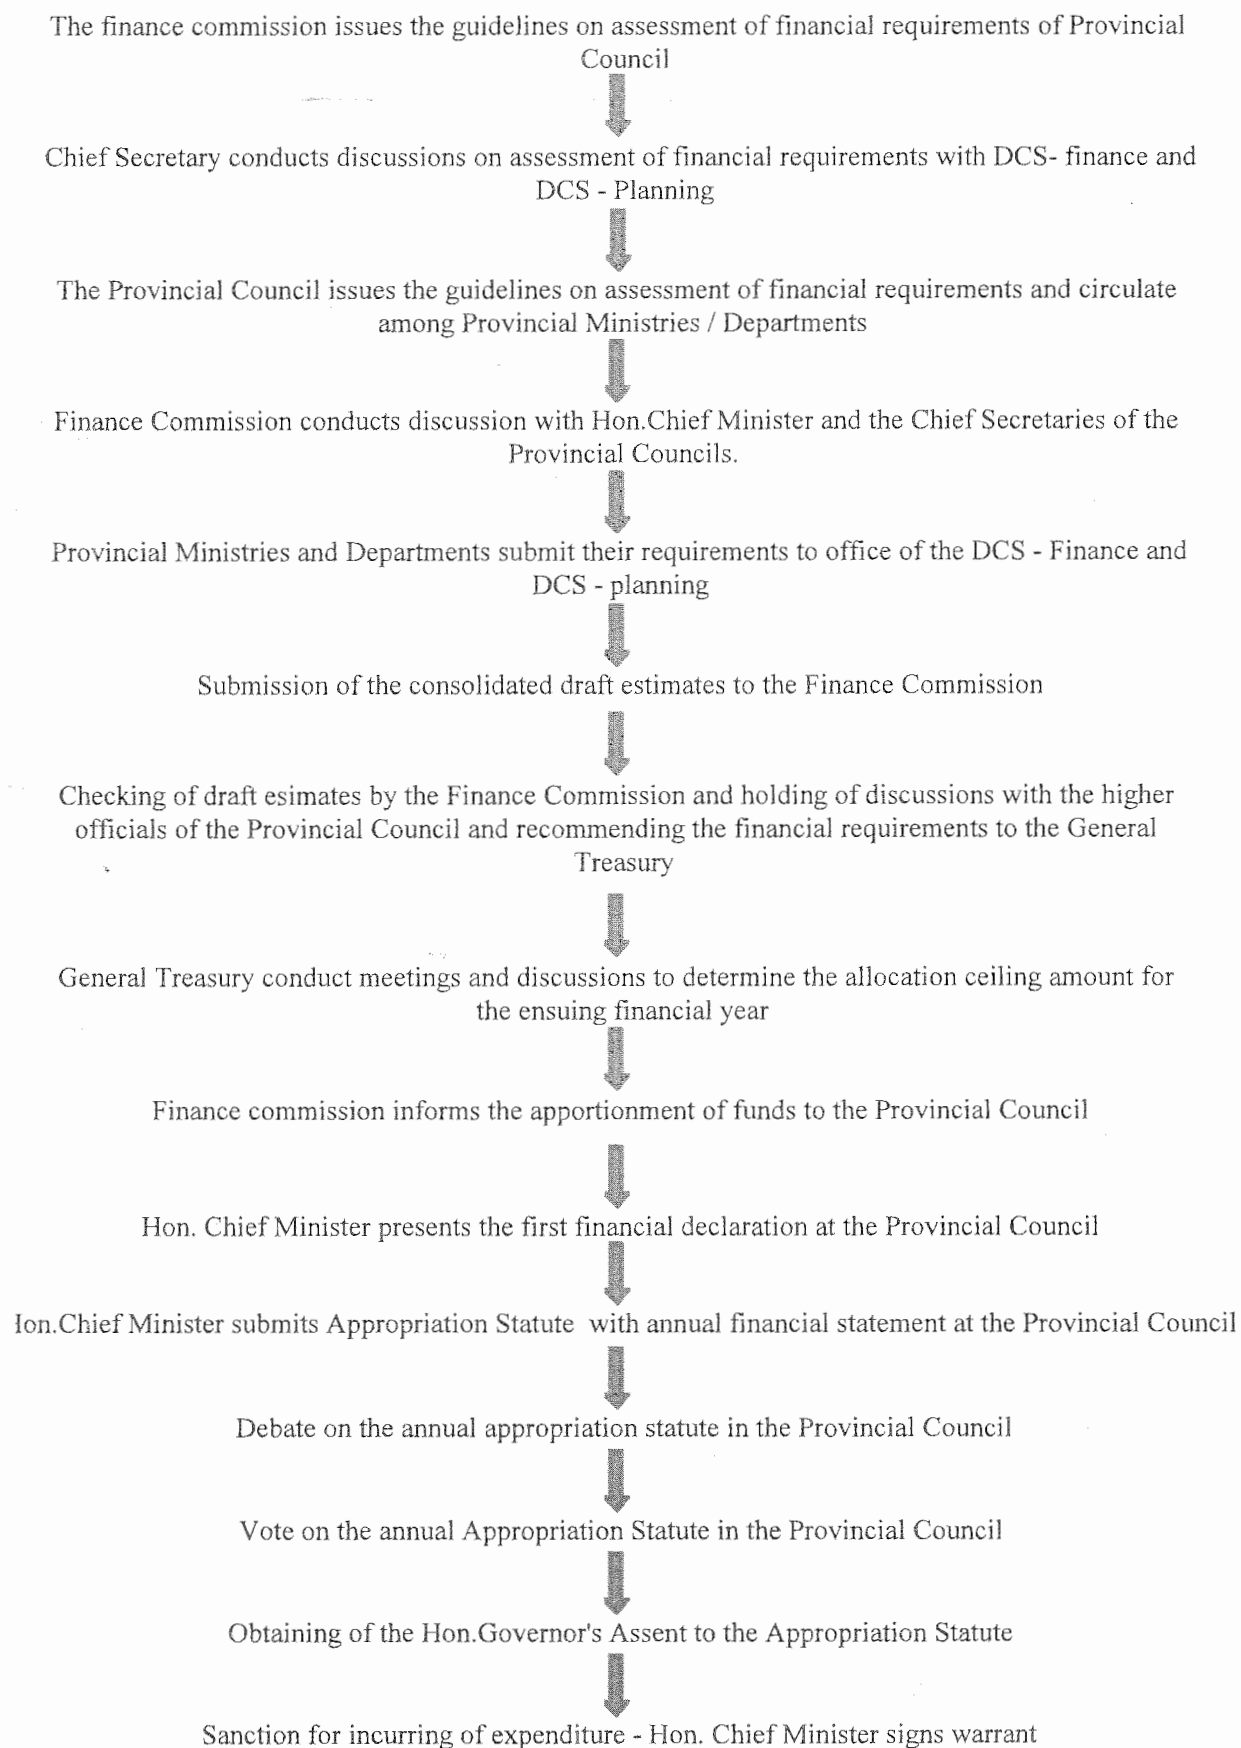 The finance commission issues the guidelines on assessment of financial requirements of Provincial
Council
Chief Secretary conducts discussions on assessment of financial requirements with DCS- finance and
DCS - Planning
The Provincial Council issues the guidelines on assessment of financial requirements and circulate
among Provincial Ministries / Departments
Finance Commission conducts discussion with Hon.Chief Minister and the Chief Secretaries of the
Provincial Councils.
Provincial Ministries and Departments submit their requirements to office of the DCS - Finance and
DCS - planning
Submission of the consolidated draft estimates to the Finance Commission
Checking of draft esimates by the Finance Commission and holding of discussions with the higher
officials of the Provincial Council and recommending the financial requirements to the General
Treasury
General Treasury conduct meetings and discussions to determine the allocation ceiling amount for
the ensuing financial year
Finance commission informs the apportionment of funds to the Provincial Council
Hon. Chief Minister presents the first financial declaration at the Provincial Council
Ion.Chief Minister submits Appropriation Statute with annual financial statement at the Provincial Council
Debate on the annual appropriation statute in the Provincial Council
Vote on the annual Appropriation Statute in the Provincial Council
Obtaining of the Hon.Governor's Assent to the Appropriation Statute
Sanction for incurring of expenditure - Hon. Chief Minister signs warrant